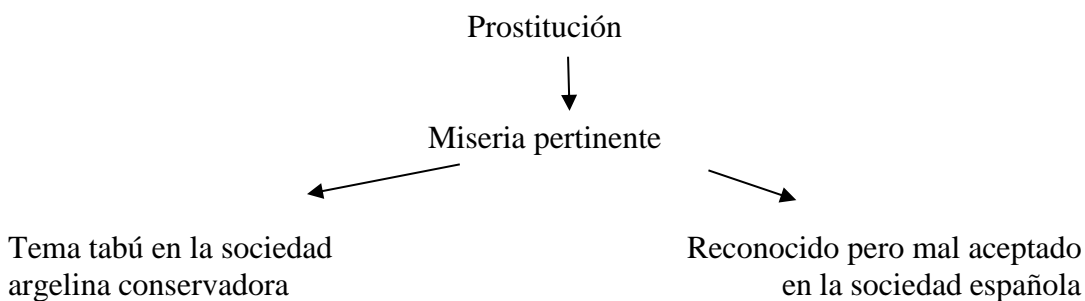 Prostitución
Miseria pertinente
Tema tabú en la sociedad
argelina conservadora
Reconocido pero mal aceptado
en la sociedad española